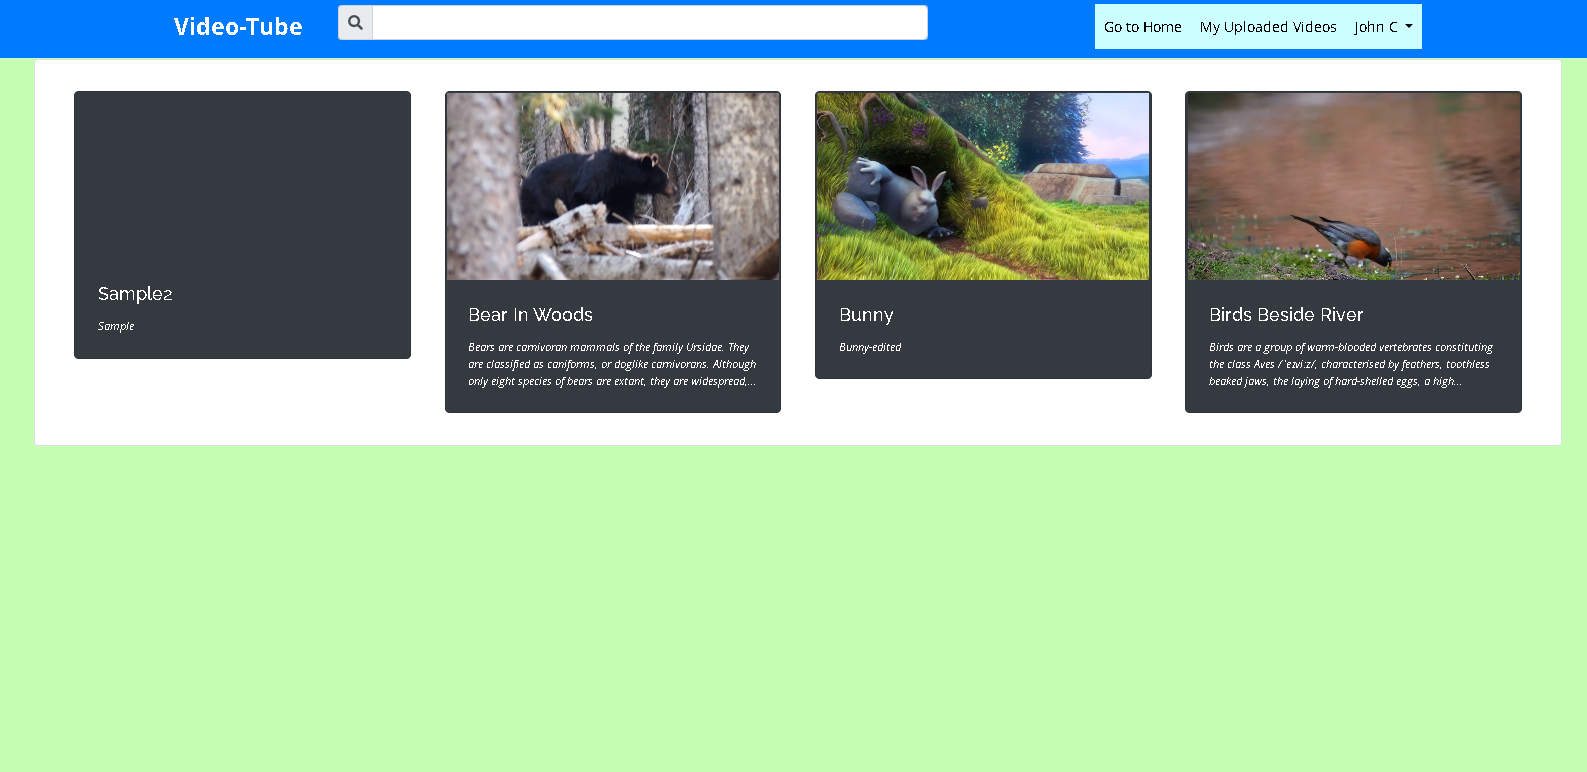 Video-Tube
Go to Home
My Uploaded Videos
John C
Sample2
Sample
Bear In Woods
Bears are carnivoran mammals of the family Ursidae. They
are classified as caniforms, or doglike carnivorans. Although
only eight species of bears are extant, they are widespread,...
Bunny
Bunny-edited
Birds Beside River
Birds are a group of warm-blooded vertebrates constituting
the class Aves /ˈeɪviːz/, characterised by feathers, toothless
beaked jaws, the laying of hard-shelled eggs, a high...